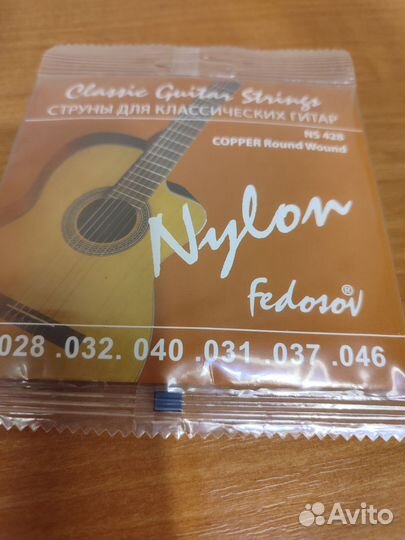 Classic Guitar Strings
СТРУНЫ ДЛЯ КЛАССИЧЕСКИХ ГИТАР
NS 428
COPPER Round Wound
Nylon
Fedosov®
028 .032. 040 .031 .037 .046
Avito